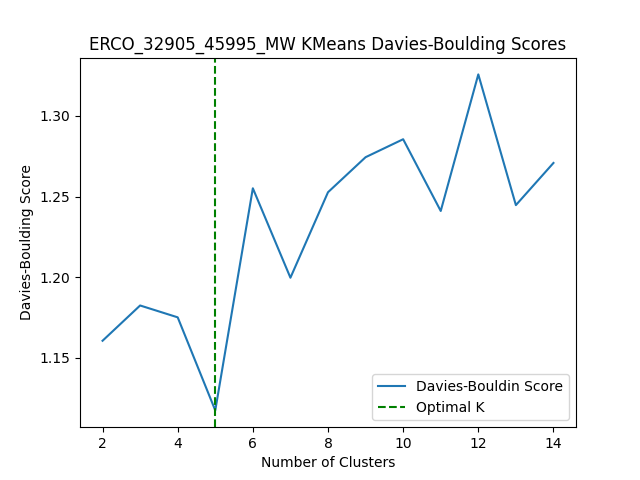 ERCO_32905_45995_MW KMeans Davies-Boulding Scores
Davies-Boulding Score
1.30
1.25
1.20
1.15
Davies-Bouldin Score
Optimal K
2 4 6 8 10 12 14
Number of Clusters